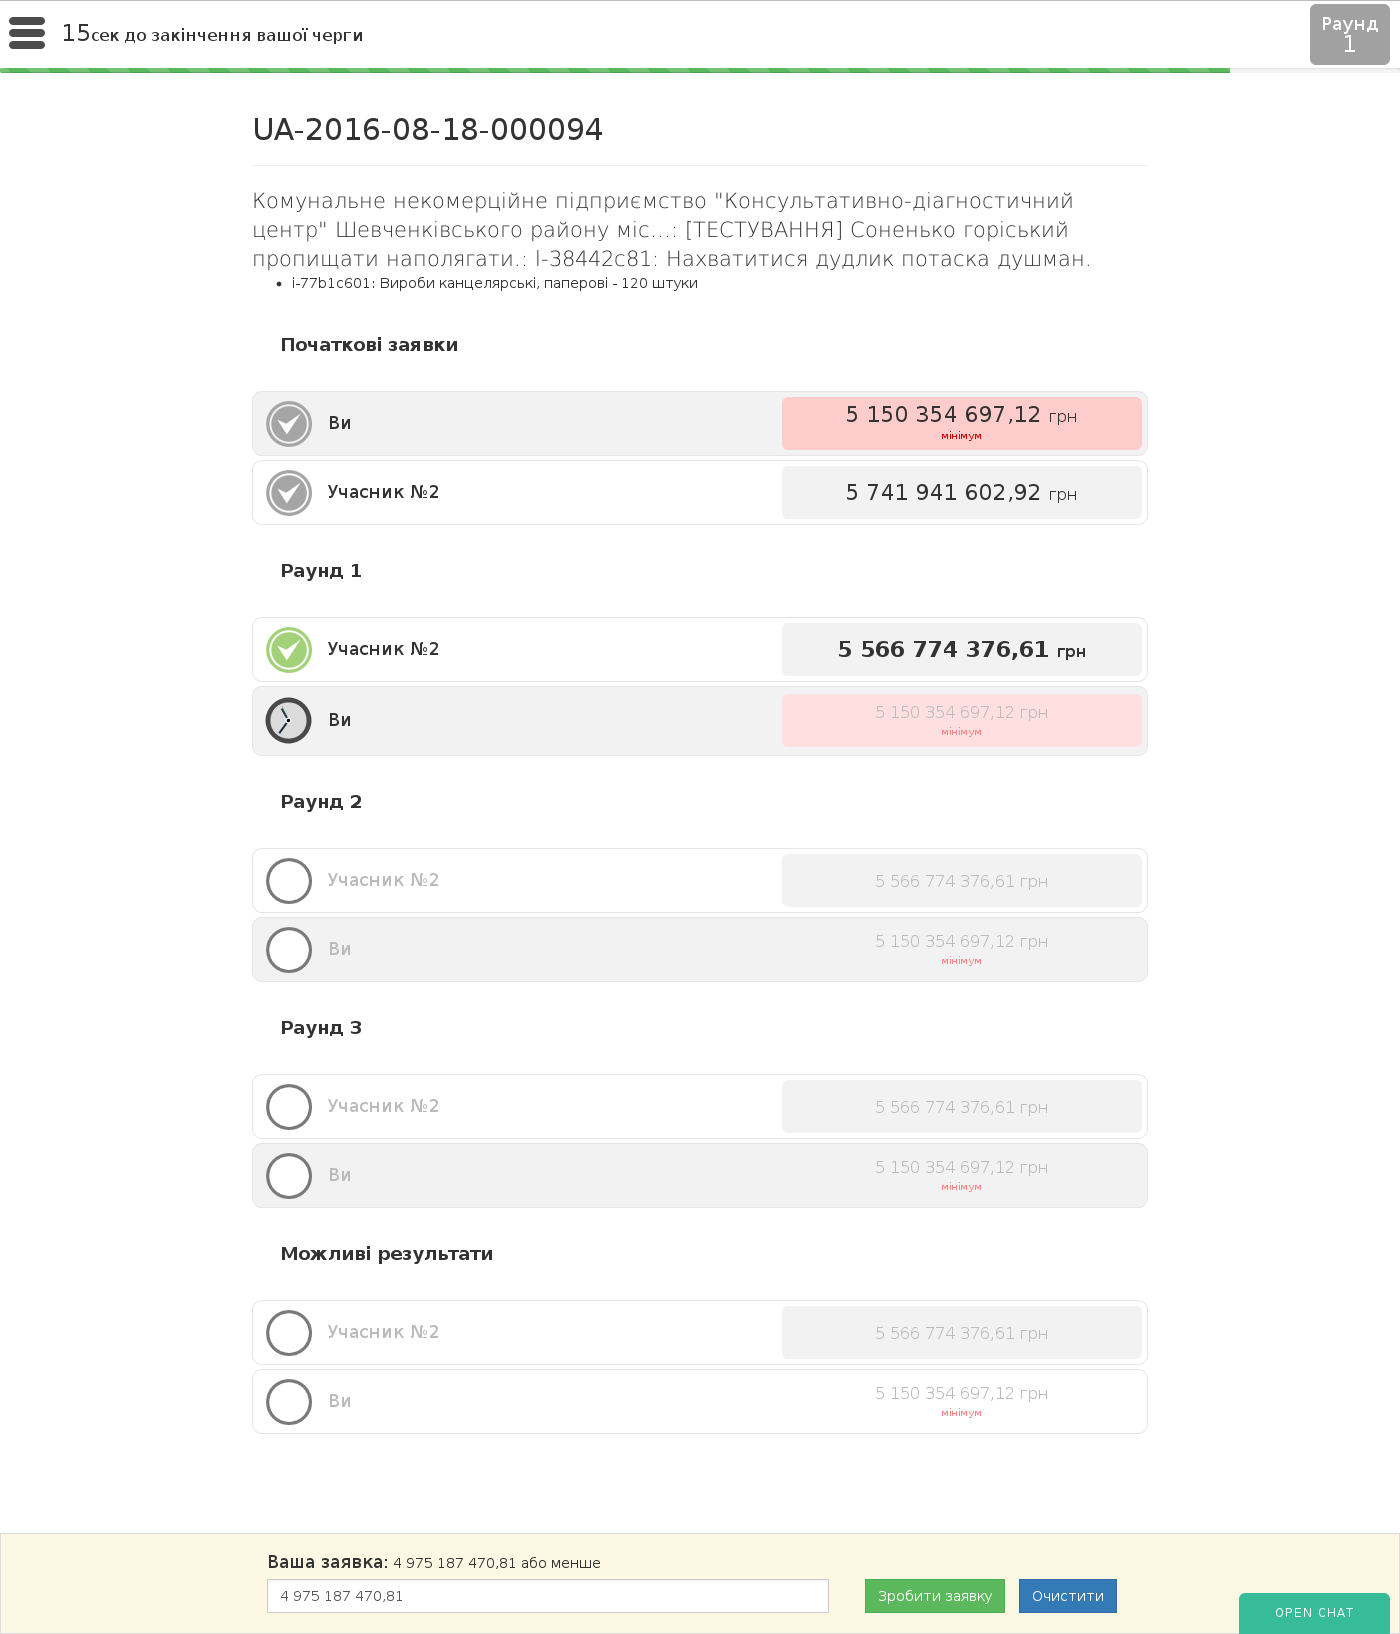 15сек до закінчення вашої черги
Раунд
1
UA-2016-08-18-000094
Комунальне некомерційне підприємство "Консультативно-діагностичний
центр" Шевченківського району міс...: [ТЕСТУВАННЯ] Соненько горіський
пропищати наполягати.: l-38442c81: Нахватитися дудлик потаска душман.
i-77b1c601: Вироби канцелярські, паперові - 120 штуки
Початкові заявки
Ви
5 150 354 697,12 грн
мінімум
Учасник №2
5 741 941 602,92 грн
Раунд 1
Учасник №2
5 566 774 376,61 грн
Ви
5 150 354 697,12 грн
мінімум
Раунд 2
Учасник №2
5 566 774 376,61 грн
Ви
5 150 354 697,12 грн
мінімум
Раунд 3
Учасник №2
5 566 774 376,61 грн
Ви
5 150 354 697,12 грн
мінімум
Можливі результати
Учасник №2
5 566 774 376,61 грн
Ви
5 150 354 697,12 грн
мінімум
Ваша заявка: 4 975 187 470,81 або менше
4 975 187 470,81
Зробити заявку
Очистити
OPEN CHAT